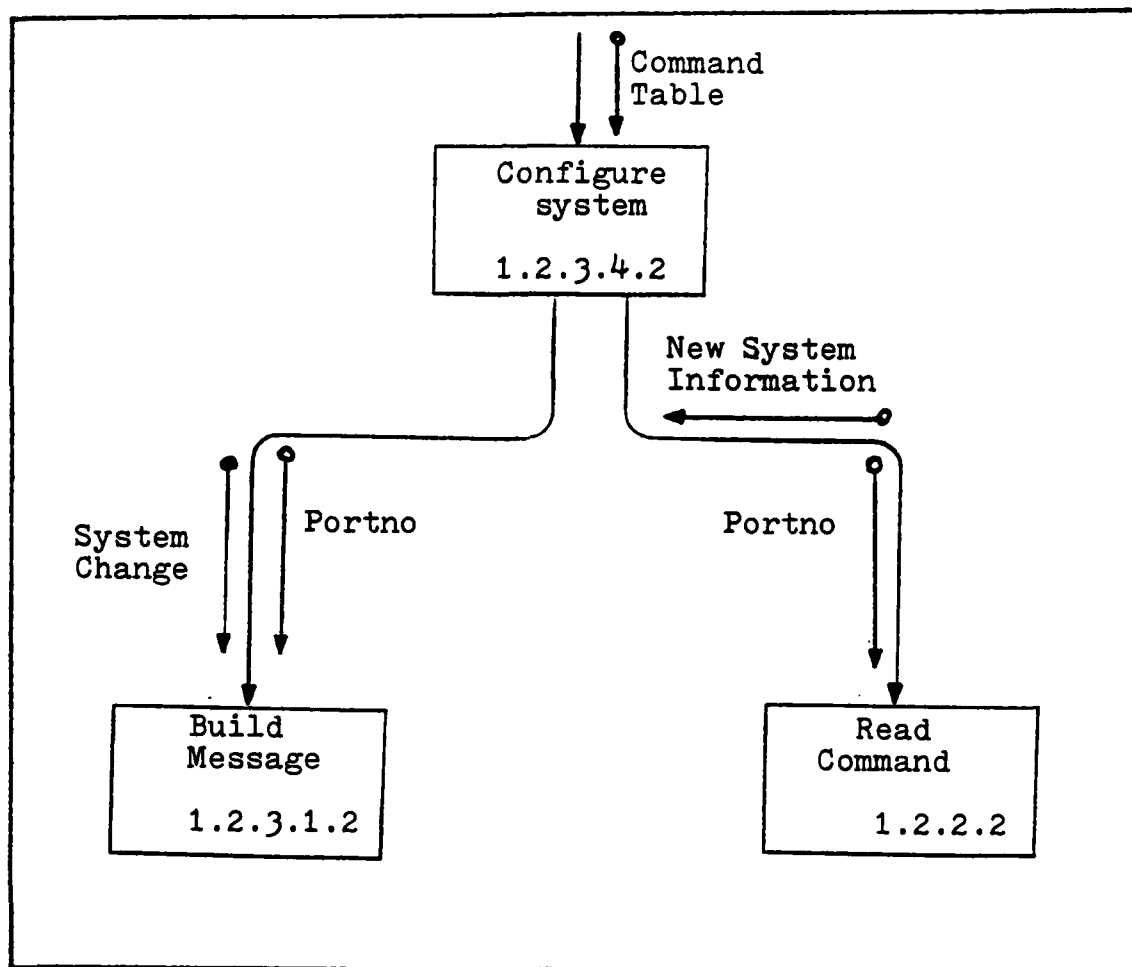 Command
Table
Configure
system
1.2.3.4.2
New System
Information
System
Change
Portno
Portno
Build
Message
1.2.3.1.2
Read
Command
1.2.2.2